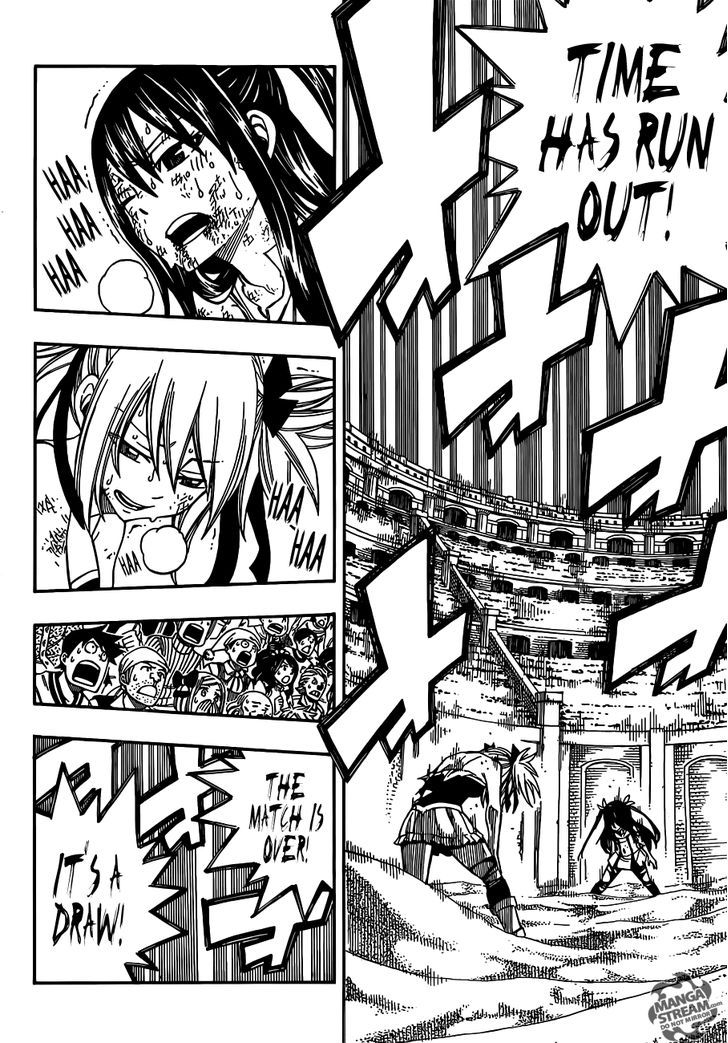 TIME
HAS RUN
OUT!
HAA
HAA
HAA
HAA
HAA
HAA
THE
MATCH IS
OVER!
IT'S A
DRAW!
MANGA
STREAM.com
DO NOT MIRROR!